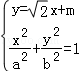 { y=√2x+m
x²/a²+y²/b²=1